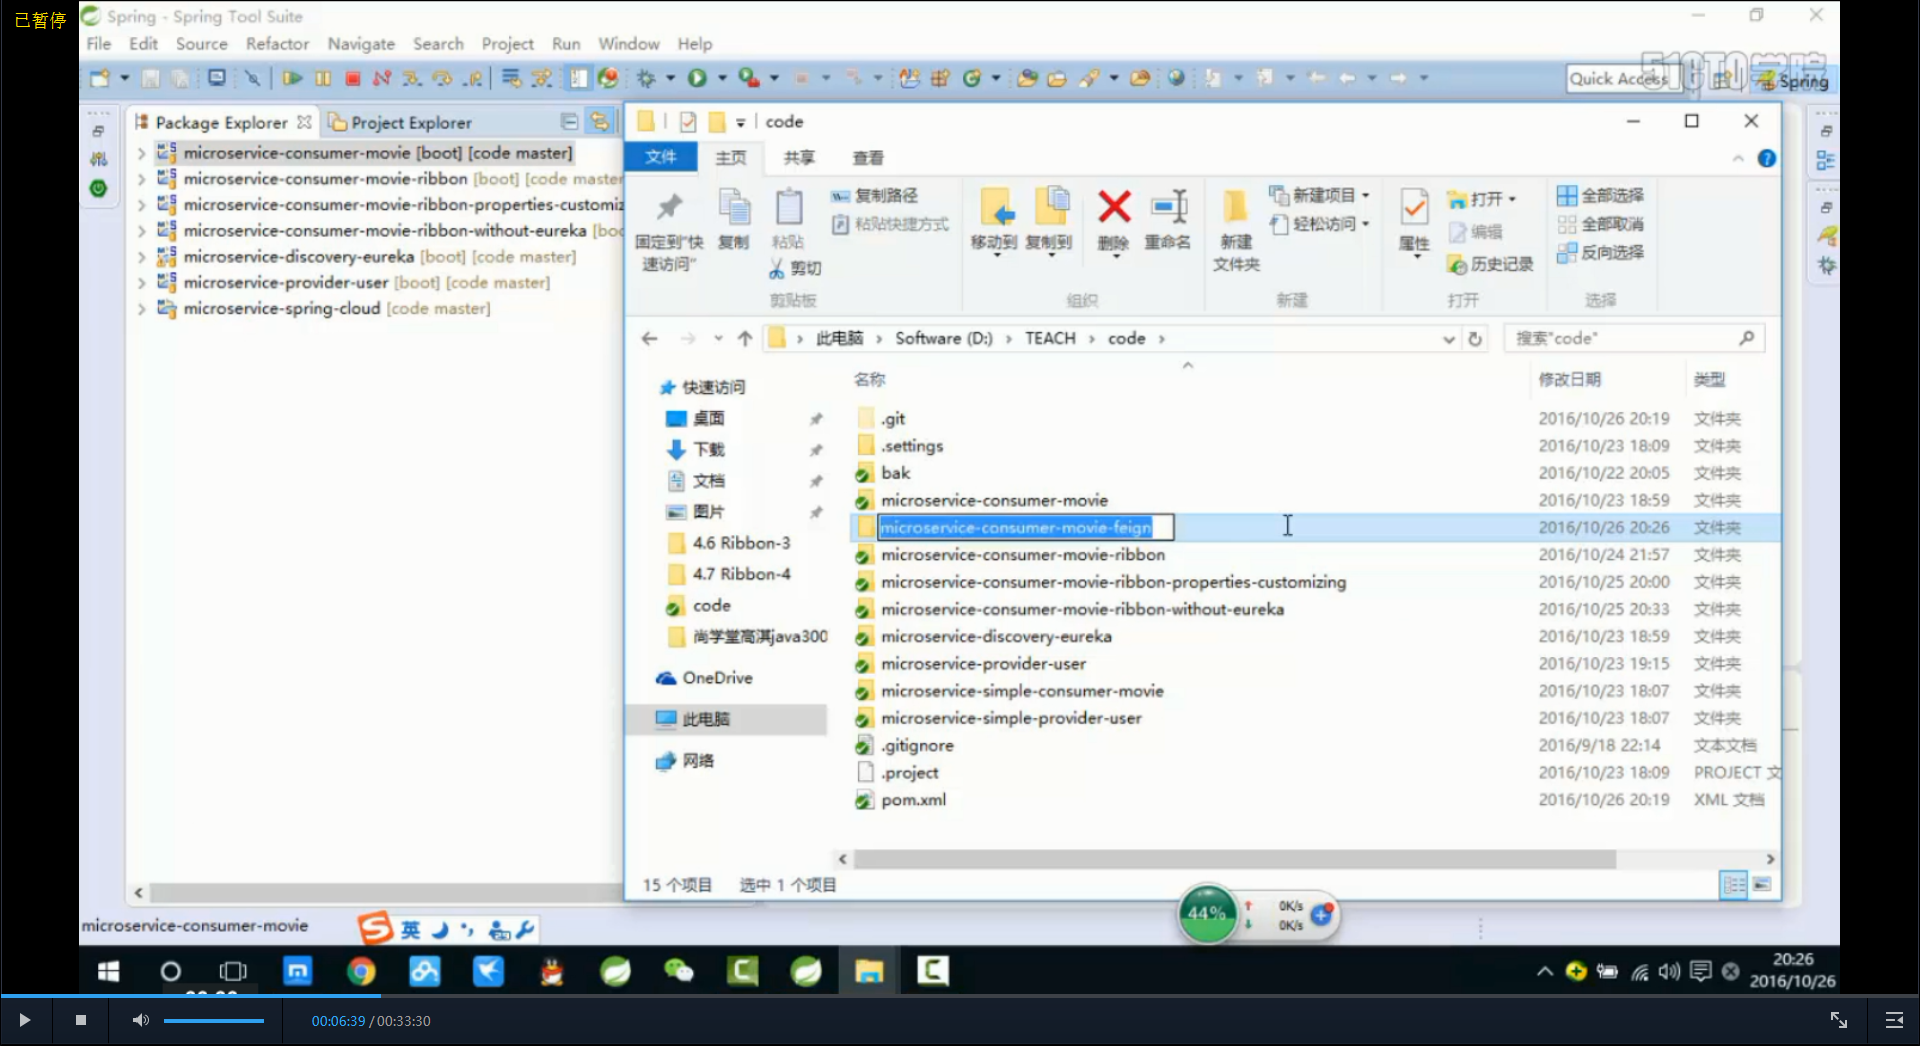 已暂停
Spring - Spring Tool Suite
File Edit Source Refactor Navigate Search Project Run Window Help
Quick Access
51CTO学院
Spring
Package Explorer
Project Explorer
microservice-consumer-movie [boot] [code master]
microservice-consumer-movie-ribbon [boot] [code master
microservice-consumer-movie-ribbon-properties-customiz
microservice-consumer-movie-ribbon-without-eureka [boo
microservice-discovery-eureka [boot] [code master]
microservice-provider-user [boot] [code master]
microservice-spring-cloud [code master]
code
文件 主页 共享 查看
固定到"快速访问"
复制
粘贴
复制路径
粘贴快捷方式
剪切
剪贴板
移动到 复制到 删除 重命名
组织
新建文件夹
新建项目
轻松访问
新建
属性
打开
编辑
历史记录
打开
全部选择
全部取消
反向选择
选择
此电脑 › Software (D:) › TEACH › code ›
搜索"code"
快速访问
桌面
下载
文档
图片
4.6 Ribbon-3
4.7 Ribbon-4
code
尚学堂高淇java300
OneDrive
此电脑
网络
名称 修改日期 类型
.git 2016/10/26 20:19 文件夹
.settings 2016/10/23 18:09 文件夹
bak 2016/10/22 20:05 文件夹
microservice-consumer-movie 2016/10/23 18:59 文件夹
microservice-consumer-movie-feign 2016/10/26 20:26 文件夹
microservice-consumer-movie-ribbon 2016/10/24 21:57 文件夹
microservice-consumer-movie-ribbon-properties-customizing 2016/10/25 20:00 文件夹
microservice-consumer-movie-ribbon-without-eureka 2016/10/25 20:33 文件夹
microservice-discovery-eureka 2016/10/23 18:59 文件夹
microservice-provider-user 2016/10/23 19:15 文件夹
microservice-simple-consumer-movie 2016/10/23 18:07 文件夹
microservice-simple-provider-user 2016/10/23 18:07 文件夹
.gitignore 2016/9/18 22:14 文本文档
.project 2016/10/23 18:09 PROJECT 文
pom.xml 2016/10/26 20:19 XML 文档
15 个项目 选中 1 个项目
44%
0K/s
0K/s
microservice-consumer-movie
英
20:26
2016/10/26
00:06:39 / 00:33:30